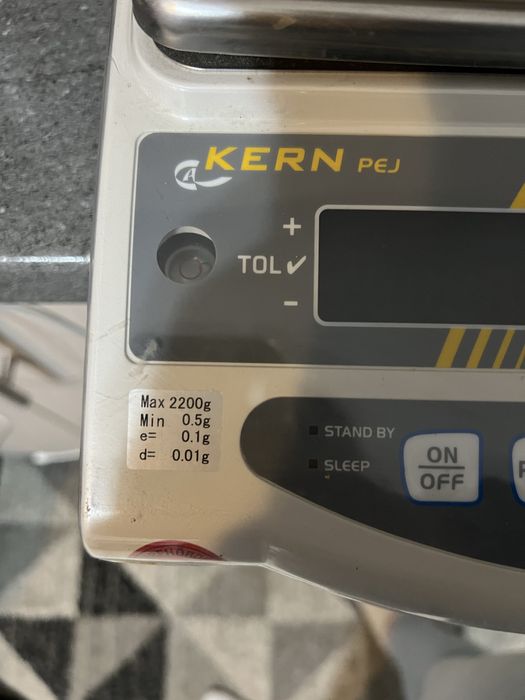 KERN PEJ
+
TOL ✓
-
Max 2200g
Min 0.5g
e= 0.1g
d= 0.01g
STAND BY
SLEEP
ON
OFF